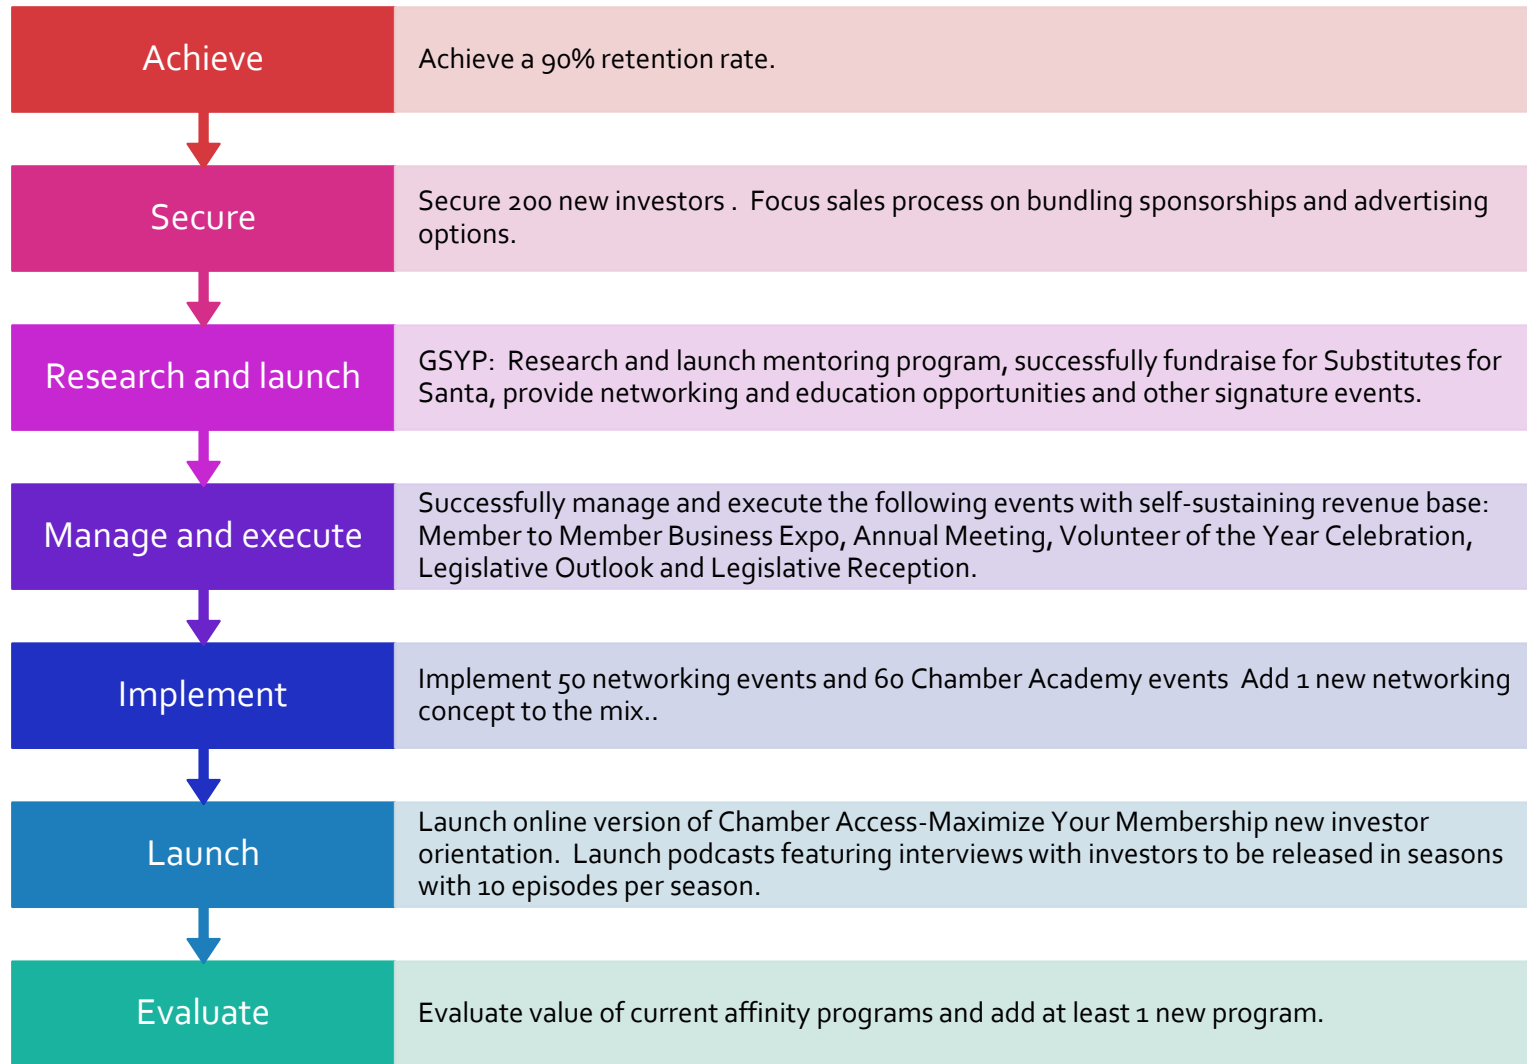 Achieve
Achieve a 90% retention rate.
Secure
Secure 200 new investors .  Focus sales process on bundling sponsorships and advertising
options.
Research and launch
GSYP:  Research and launch mentoring program, successfully fundraise for Substitutes for
Santa, provide networking and education opportunities and other signature events.
Manage and execute
Successfully manage and execute the following events with self-sustaining revenue base:
Member to Member Business Expo, Annual Meeting, Volunteer of the Year Celebration,
Legislative Outlook and Legislative Reception.
Implement
Implement 50 networking events and 60 Chamber Academy events  Add 1 new networking
concept to the mix..
Launch
Launch online version of Chamber Access-Maximize Your Membership new investor
orientation.  Launch podcasts featuring interviews with investors to be released in seasons
with 10 episodes per season.
Evaluate
Evaluate value of current affinity programs and add at least 1 new program.